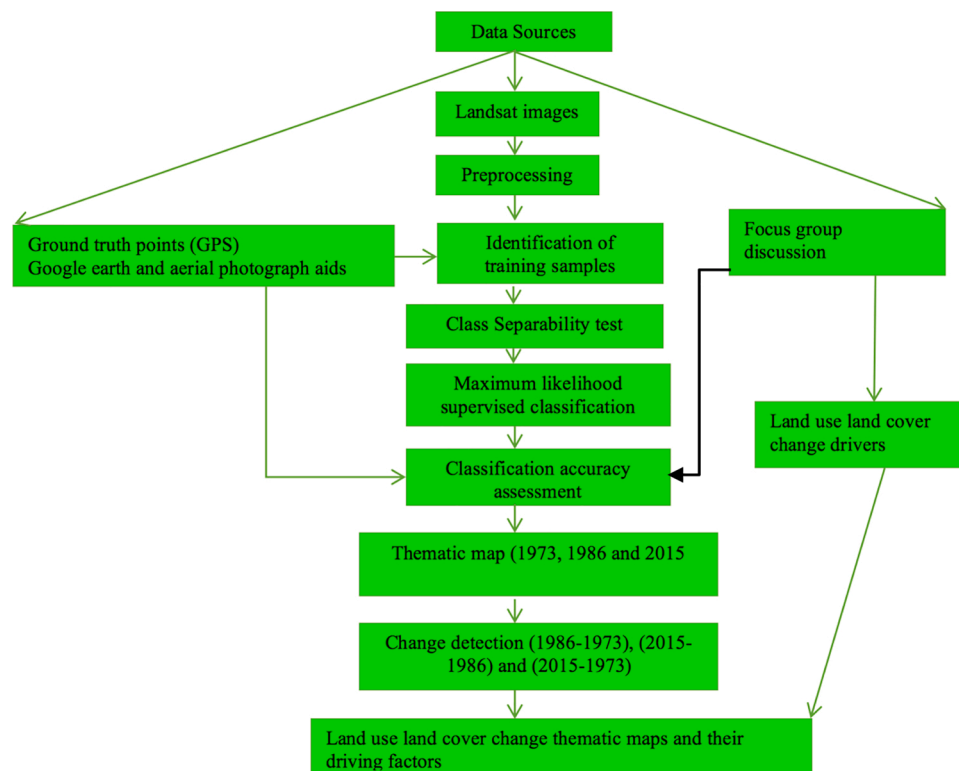 Data Sources
Landsat images
Preprocessing
Ground truth points (GPS)
Google earth and aerial photograph aids
Identification of
training samples
Focus group
discussion
Class Separability test
Maximum likelihood
supervised classification
Land use land cover
change drivers
Classification accuracy
assessment
Thematic map (1973, 1986 and 2015
Change detection (1986-1973), (2015-
1986) and (2015-1973)
Land use land cover change thematic maps and their
driving factors